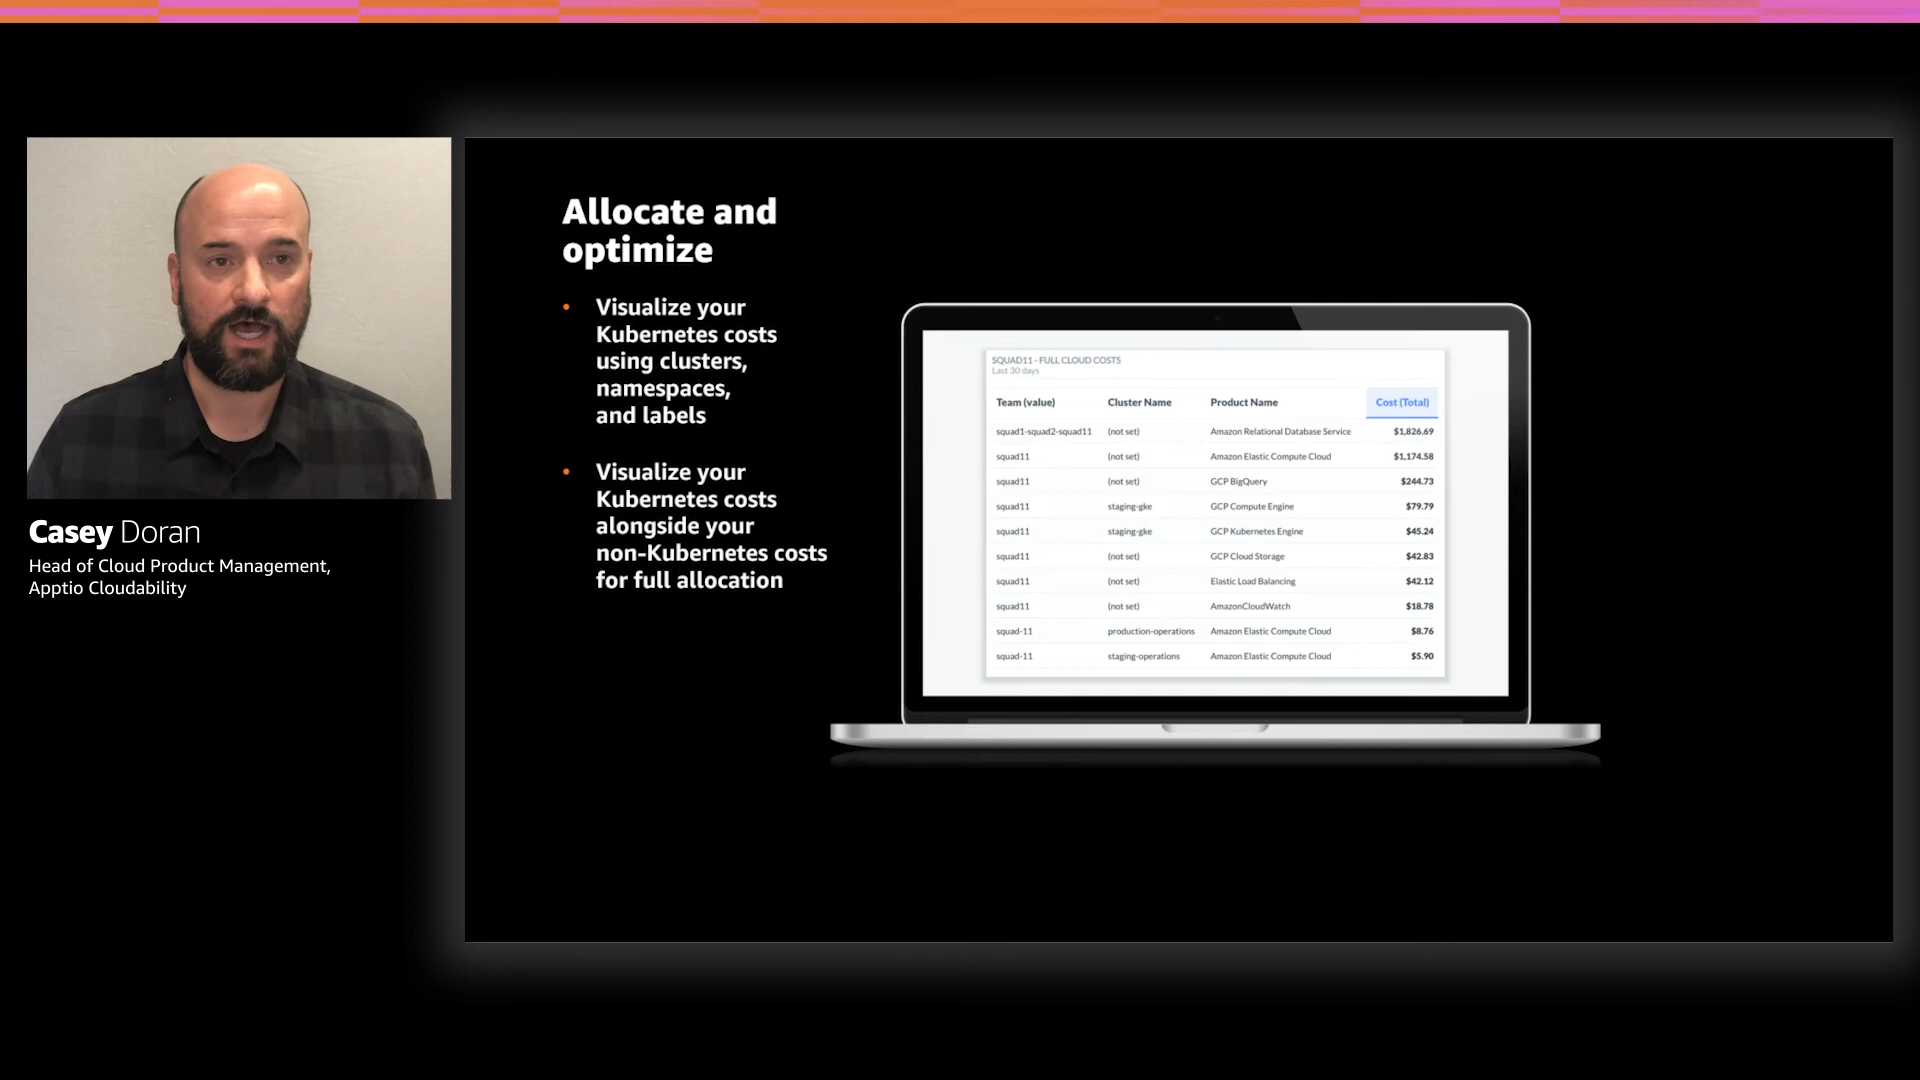 Casey Doran
Head of Cloud Product Management,
Apptio Cloudability
Allocate and
optimize
• Visualize your
Kubernetes costs
using clusters,
namespaces,
and labels
• Visualize your
Kubernetes costs
alongside your
non-Kubernetes costs
for full allocation
SQUAD11 - FULL CLOUD COSTS
Last 30 days
Team (value) Cluster Name Product Name Cost (Total)
squad1-squad2-squad11 (not set) Amazon Relational Database Service $1,826.69
squad11 (not set) Amazon Elastic Compute Cloud $1,174.58
squad11 (not set) GCP BigQuery $244.73
squad11 staging-gke GCP Compute Engine $79.79
squad11 staging-gke GCP Kubernetes Engine $45.24
squad11 (not set) GCP Cloud Storage $42.83
squad11 (not set) Elastic Load Balancing $42.12
squad11 (not set) AmazonCloudWatch $18.78
squad-11 production-operations Amazon Elastic Compute Cloud $8.76
squad-11 staging-operations Amazon Elastic Compute Cloud $5.90